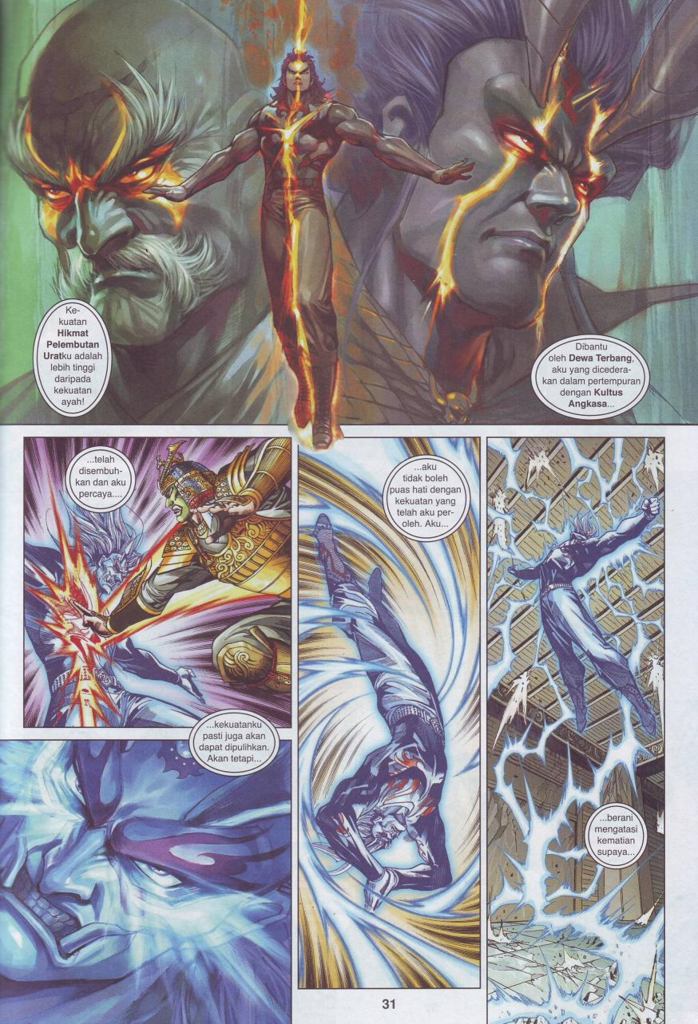 Ke-
kuatan
Hikmat
Pelembutan
Uratku adalah
lebih tinggi
daripada
kekuatan
ayah!
Dibantu
oleh Dewa Terbang,
aku yang dicedera-
kan dalam pertempuran
dengan Kultus
Angkasa...
...telah
disembuh-
kan dan aku
percaya....
...kekuatanku
pasti juga akan
dapat dipulihkan.
Akan tetapi...
...aku
tidak boleh
puas hati dengan
kekuatan yang
telah aku per-
oleh. Aku...
...berani
mengatasi
kematian
supaya...
31